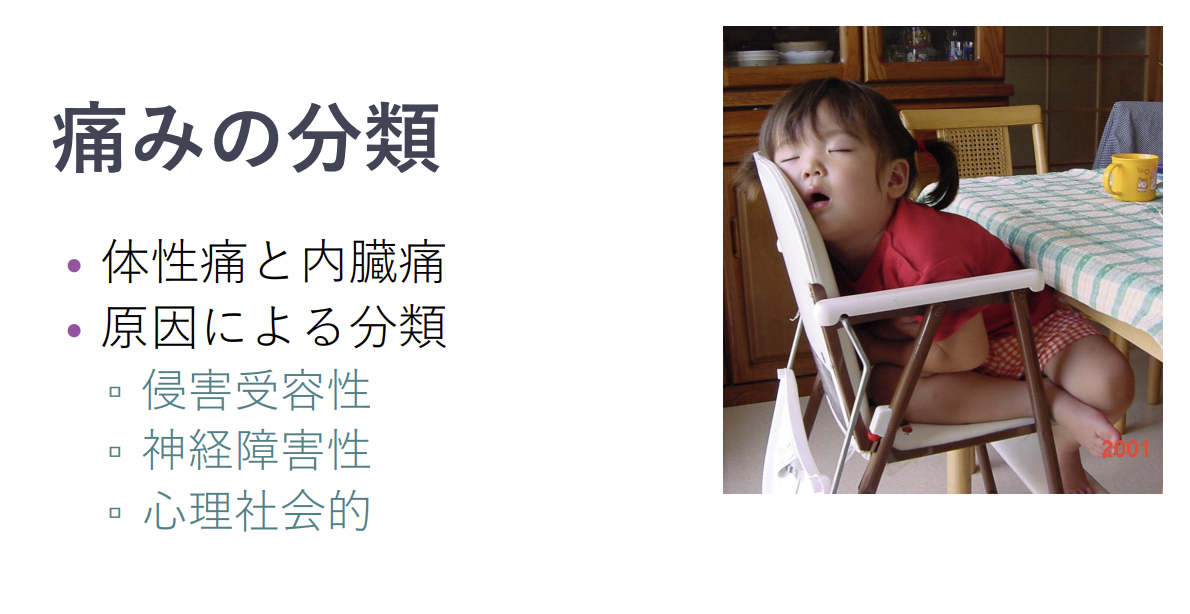 痛みの分類
• 体性痛と内臓痛
• 原因による分類
▫ 侵害受容性
▫ 神経障害性
▫ 心理社会的
2001